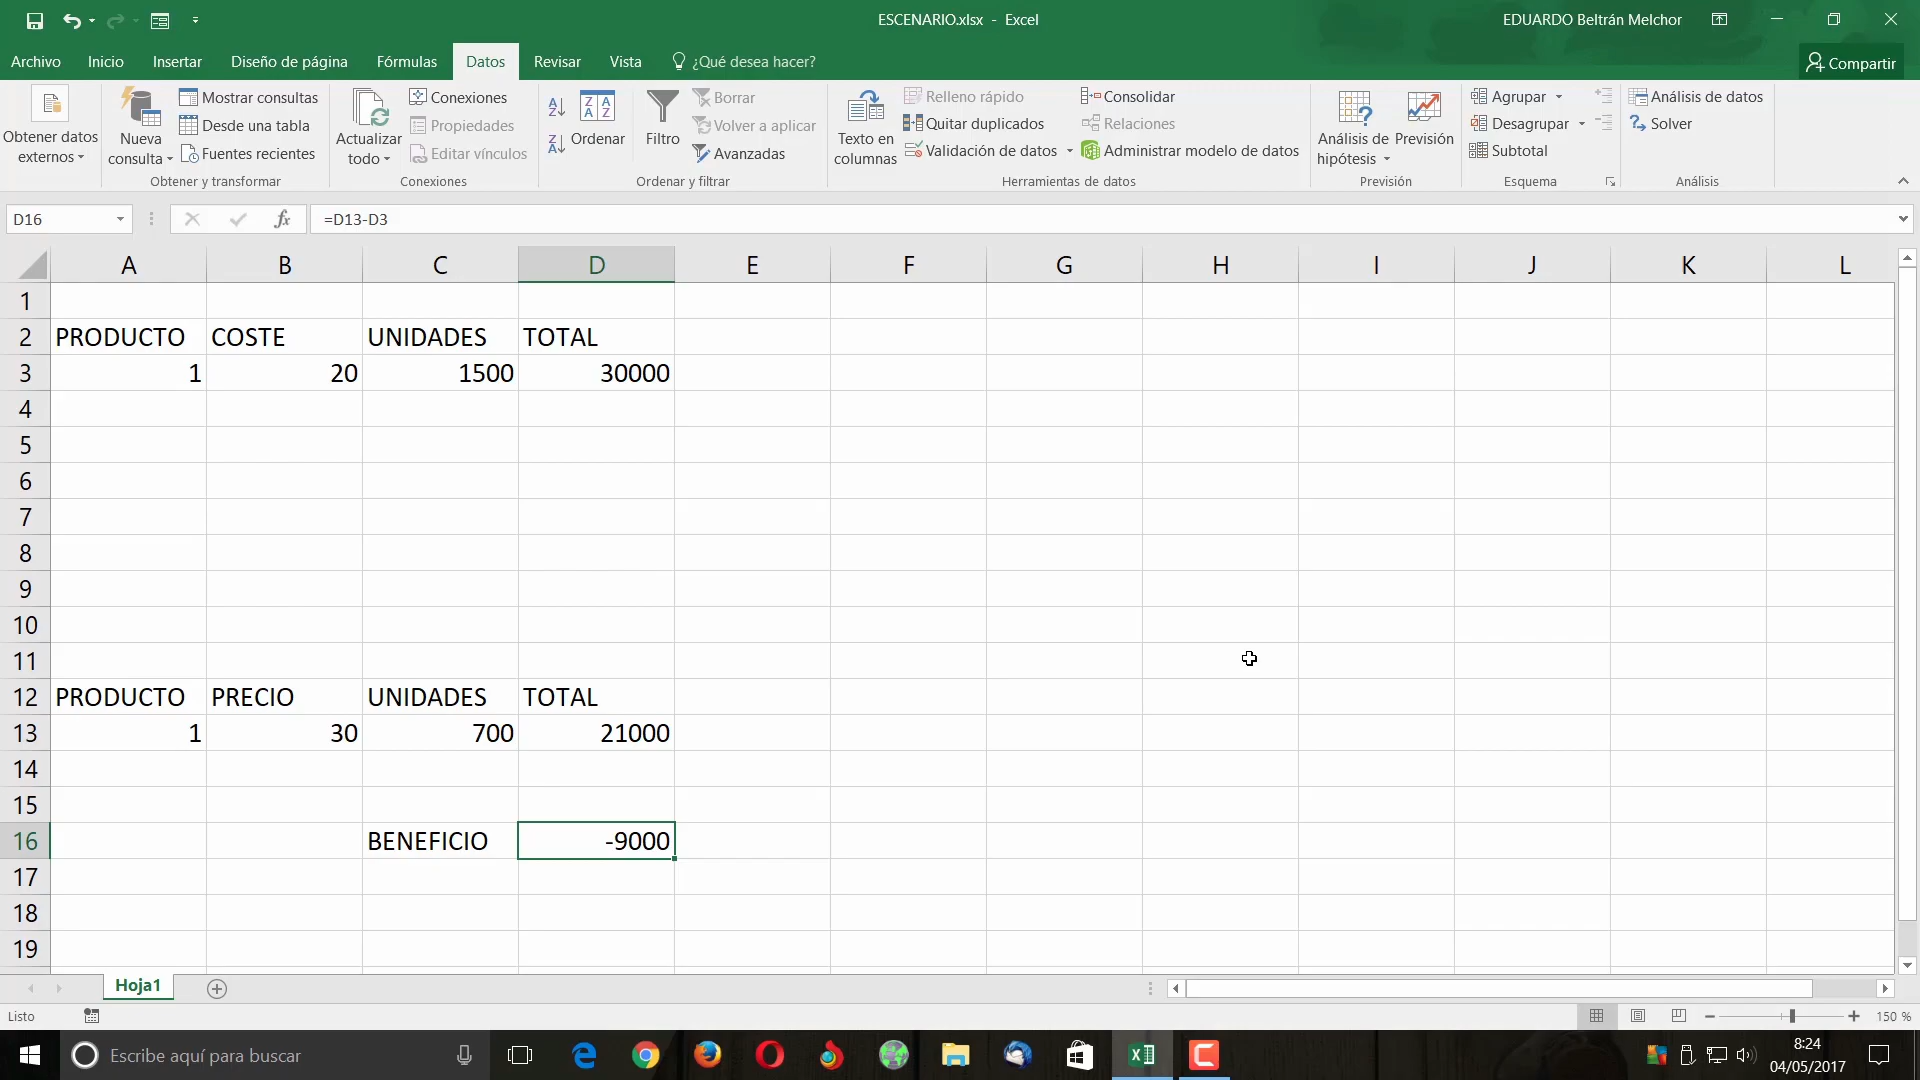 ESCENARIO.xlsx - Excel
EDUARDO Beltrán Melchor
Archivo Inicio Insertar Diseño de página Fórmulas Datos Revisar Vista ¿Qué desea hacer? Compartir
Obtener datos externos
Nueva consulta
Mostrar consultas
Desde una tabla
Fuentes recientes
Obtener y transformar
Actualizar todo
Conexiones
Propiedades
Editar vínculos
Conexiones
Ordenar
Filtro
Borrar
Volver a aplicar
Avanzadas
Ordenar y filtrar
Texto en columnas
Relleno rápido
Quitar duplicados
Validación de datos
Consolidar
Relaciones
Administrar modelo de datos
Herramientas de datos
Análisis de hipótesis
Previsión
Previsión
Agrupar
Desagrupar
Subtotal
Esquema
Análisis de datos
Solver
Análisis
D16 fx =D13-D3
A B C D E F G H I J K L
1
2 PRODUCTO COSTE UNIDADES TOTAL
3 1 20 1500 30000
4
5
6
7
8
9
10
11
12 PRODUCTO PRECIO UNIDADES TOTAL
13 1 30 700 21000
14
15
16 BENEFICIO -9000
17
18
19
Hoja1
Listo 150 %
Escribe aquí para buscar
8:24
04/05/2017